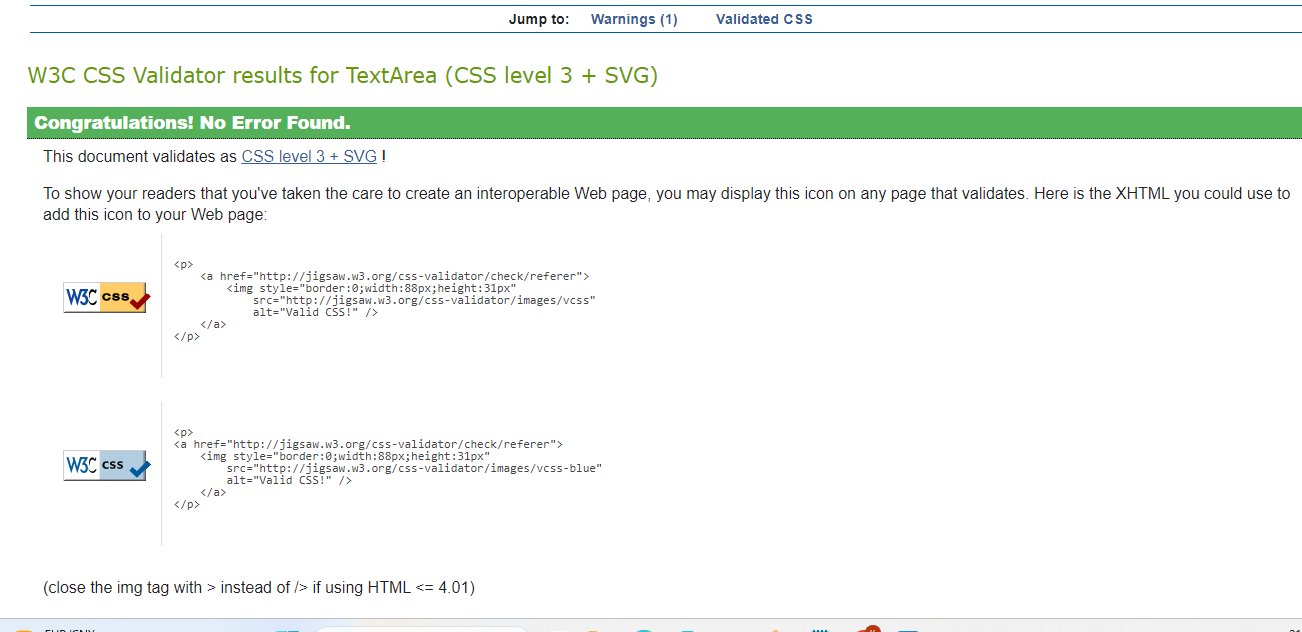 Jump to: Warnings (1) Validated CSS
W3C CSS Validator results for TextArea (CSS level 3 + SVG)
Congratulations! No Error Found.
This document validates as CSS level 3 + SVG !
To show your readers that you've taken the care to create an interoperable Web page, you may display this icon on any page that validates. Here is the XHTML you could use to
add this icon to your Web page:
<p>
<a href="http://jigsaw.w3.org/css-validator/check/referer">
<img style="border:0;width:88px;height:31px"
W3C css
src="http://jigsaw.w3.org/css-validator/images/vcss"
alt="Valid CSS!" />
</a>
</p>
<p>
<a href="http://jigsaw.w3.org/css-validator/check/referer">
<img style="border:0;width:88px;height:31px"
W3C css
src="http://jigsaw.w3.org/css-validator/images/vcss-blue"
alt="Valid CSS!" />
</a>
</p>
(close the img tag with > instead of /> if using HTML <= 4.01)